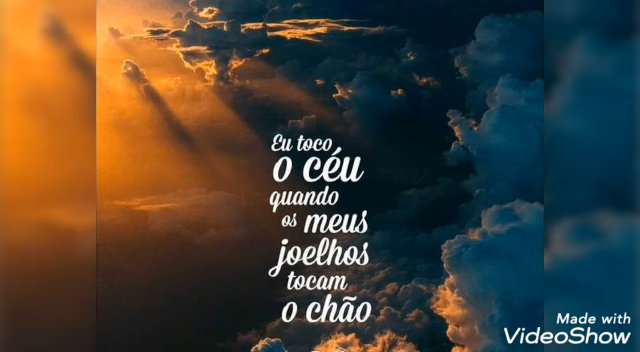 Eu toco
o céu
quando
os meus
joelhos
tocam
o chão
Made with
VideoShow